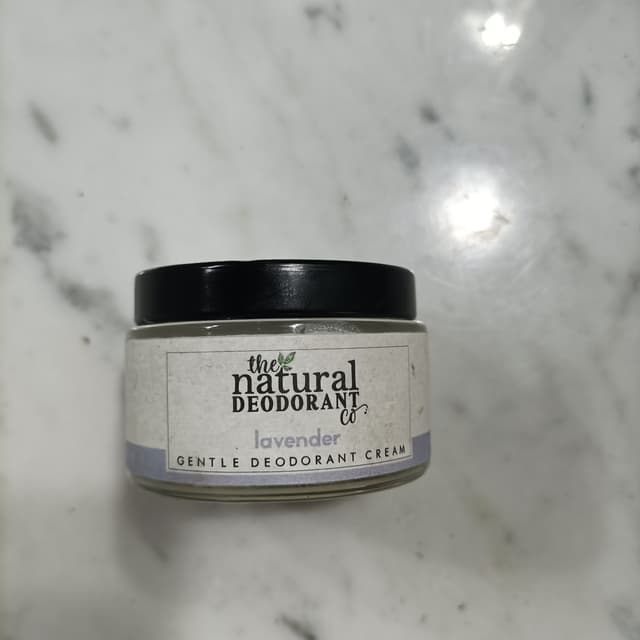 the
natural
DEODORANT
co
lavender
GENTLE DEODORANT CREAM